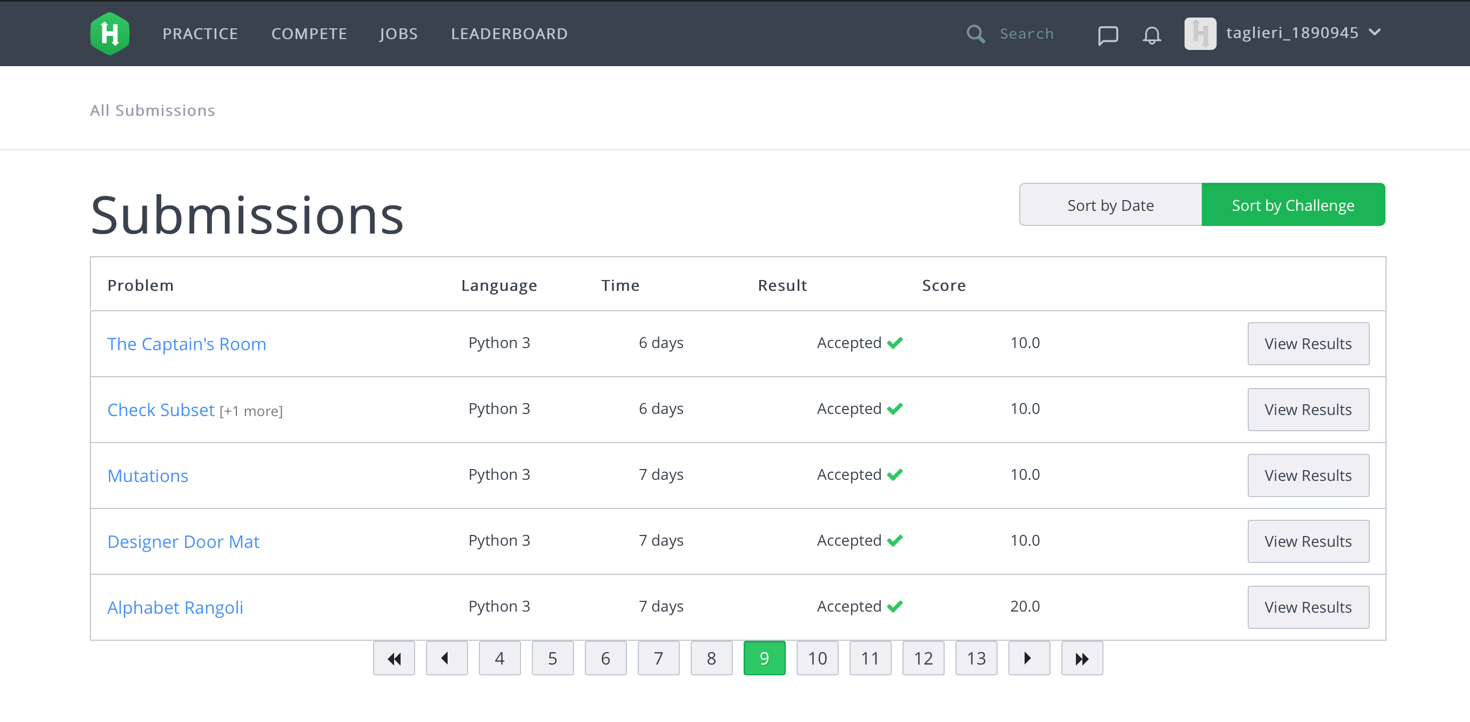 H PRACTICE COMPETE JOBS LEADERBOARD Search H taglieri_1890945
All Submissions
Submissions
Sort by Date Sort by Challenge
Problem Language Time Result Score
The Captain's Room Python 3 6 days Accepted 10.0 View Results
Check Subset [+1 more] Python 3 6 days Accepted 10.0 View Results
Mutations Python 3 7 days Accepted 10.0 View Results
Designer Door Mat Python 3 7 days Accepted 10.0 View Results
Alphabet Rangoli Python 3 7 days Accepted 20.0 View Results
4 5 6 7 8 9 10 11 12 13